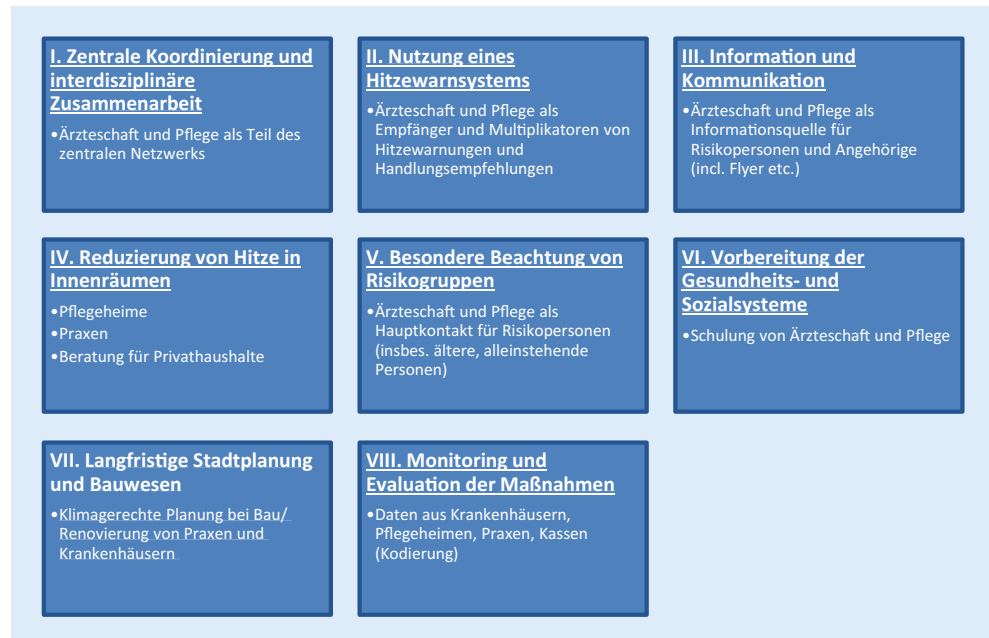 I. Zentrale Koordinierung und
interdisziplinäre
Zusammenarbeit
•Ärzteschaft und Pflege als Teil des
zentralen Netzwerks
II. Nutzung eines
Hitzewarnsystems
•Ärzteschaft und Pflege als
Empfänger und Multiplikatoren von
Hitzewarnungen und
Handlungsempfehlungen
III. Information und
Kommunikation
•Ärzteschaft und Pflege als
Informationsquelle für
Risikopersonen und Angehörige
(incl. Flyer etc.)
IV. Reduzierung von Hitze in
Innenräumen
•Pflegeheime
•Praxen
•Beratung für Privathaushalte
V. Besondere Beachtung von
Risikogruppen
•Ärzteschaft und Pflege als
Hauptkontakt für Risikopersonen
(insbes. ältere, alleinstehende
Personen)
VI. Vorbereitung der
Gesundheits- und
Sozialsysteme
•Schulung von Ärzteschaft und Pflege
VII. Langfristige Stadtplanung
und Bauwesen
•Klimagerechte Planung bei Bau/
Renovierung von Praxen und
Krankenhäusern
VIII. Monitoring und
Evaluation der Maßnahmen
•Daten aus Krankenhäusern,
Pflegeheimen, Praxen, Kassen
(Kodierung)